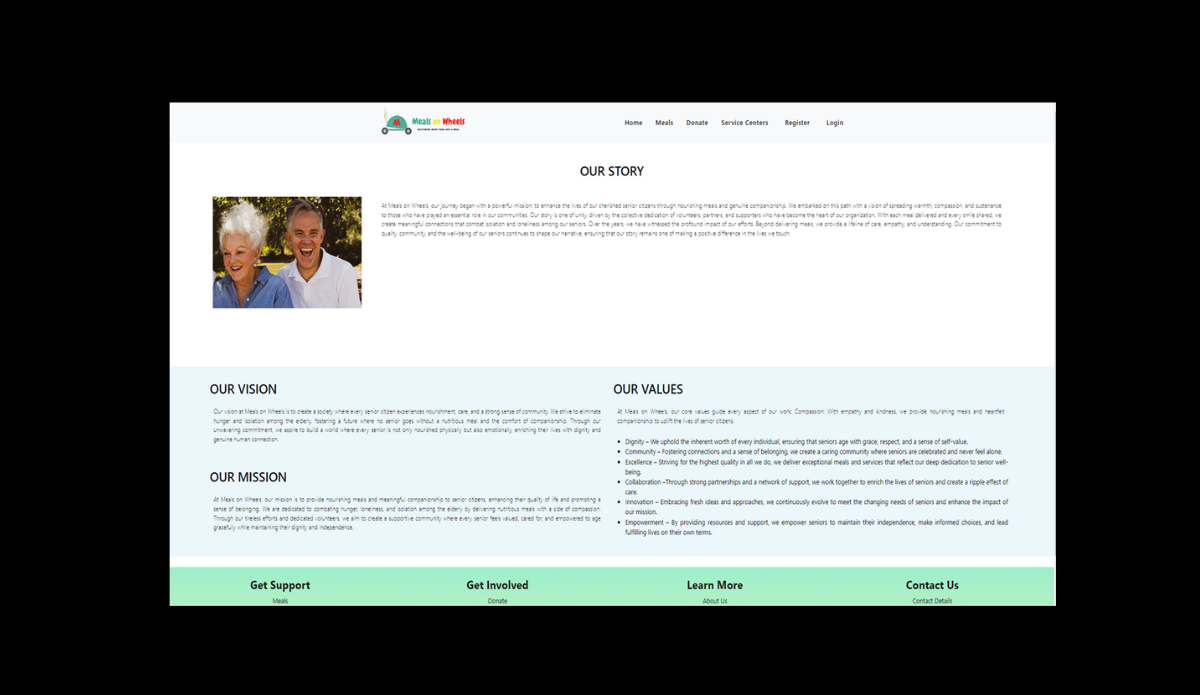 Meals on Wheels
Home Meals Donate Service Centers Register Login
OUR STORY
At Meals on Wheels, our journey began with a powerful mission: to enhance the lives of our cherished senior citizens through nourishing meals and genuine companionship. We embarked on this path with a vision of spreading warmth, compassion, and sustenance
to those who have played an essential role in our communities. Our story is one of unity, driven by the collective dedication of volunteers, partners, and supporters who have become the heart of our organization. With each meal delivered and every smile shared, we
create meaningful connections that combat isolation and loneliness among our seniors. Over the years, we have witnessed the profound impact of our efforts. Beyond delivering meals, we provide a lifeline of care, empathy, and understanding. Our commitment to
quality, community, and the well-being of our seniors continues to shape our narrative, ensuring that our story remains one of making a positive difference in the lives we touch.
OUR VISION
Our vision at Meals on Wheels is to create a society where every senior citizen experiences nourishment, care, and a strong sense of community. We strive to eliminate
hunger and isolation among the elderly, fostering a future where no senior goes without a nutritious meal and the comfort of companionship. Through our
unwavering commitment, we aspire to build a world where every senior is not only nourished physically but also emotionally, enriching their lives with dignity and
genuine human connection.
OUR MISSION
At Meals on Wheels, our mission is to provide nourishing meals and meaningful companionship to senior citizens, enhancing their quality of life and promoting a
sense of belonging. We are dedicated to combating hunger, loneliness, and isolation among the elderly by delivering nutritious meals with a side of compassion.
Through our tireless efforts and dedicated volunteers, we aim to create a supportive community where every senior feels valued, cared for, and empowered to age
gracefully while maintaining their dignity and independence.
OUR VALUES
At Meals on Wheels, our core values guide every aspect of our work: Compassion: With empathy and kindness, we provide nourishing meals and heartfelt
companionship to uplift the lives of senior citizens.
• Dignity – We uphold the inherent worth of every individual, ensuring that seniors age with grace, respect, and a sense of self-value.
• Community – Fostering connections and a sense of belonging, we create a caring community where seniors are celebrated and never feel alone.
• Excellence – Striving for the highest quality in all we do, we deliver exceptional meals and services that reflect our deep dedication to senior well-
being.
• Collaboration –Through strong partnerships and a network of support, we work together to enrich the lives of seniors and create a ripple effect of
care.
• Innovation – Embracing fresh ideas and approaches, we continuously evolve to meet the changing needs of seniors and enhance the impact of
our mission.
• Empowerment – By providing resources and support, we empower seniors to maintain their independence, make informed choices, and lead
fulfilling lives on their own terms.
Get Support Get Involved Learn More Contact Us
Meals Donate About Us Contact Details